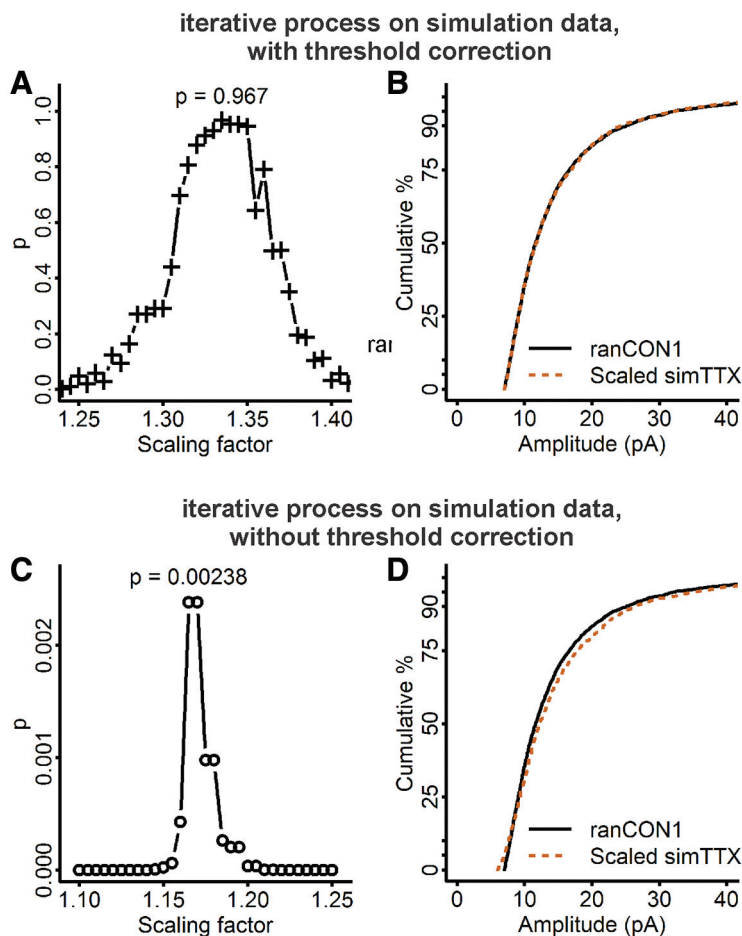 iterative process on simulation data,
with threshold correction
A
p = 0.967
p
0.0
0.2
0.4
0.6
0.8
1.0
1.25
1.30
1.35
1.40
Scaling factor
rar
B
Cumulative %
0
25
50
75
90
ranCON1
Scaled simTTX
0
10
20
30
40
Amplitude (pA)
iterative process on simulation data,
without threshold correction
C
p = 0.00238
p
0.000
0.001
0.002
1.10
1.15
1.20
1.25
Scaling factor
D
Cumulative %
0
25
50
75
90
ranCON1
Scaled simTTX
0
10
20
30
40
Amplitude (pA)